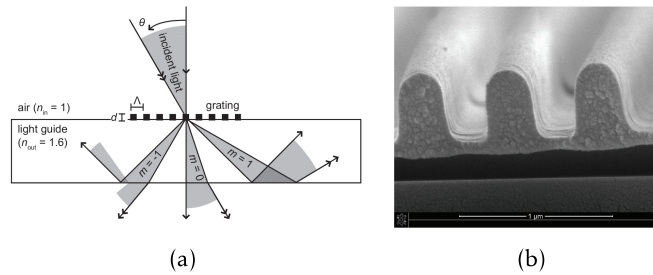 θ
incident light
air (n_in = 1)
Λ
grating
d
light guide
(n_out = 1.6)
m = -1
m = 0
m = 1
1 µm
(a)
(b)